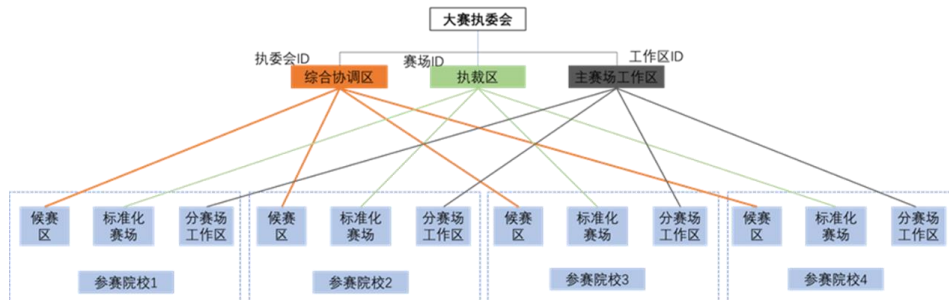 大赛执委会
执委会ID
赛场ID
工作区ID
综合协调区
执裁区
主赛场工作区
候赛
区
标准化
赛场
分赛场
工作区
候赛
区
标准化
赛场
分赛场
工作区
候赛
区
标准化
赛场
分赛场
工作区
候赛
区
标准化
赛场
分赛场
工作区
参赛院校1
参赛院校2
参赛院校3
参赛院校4